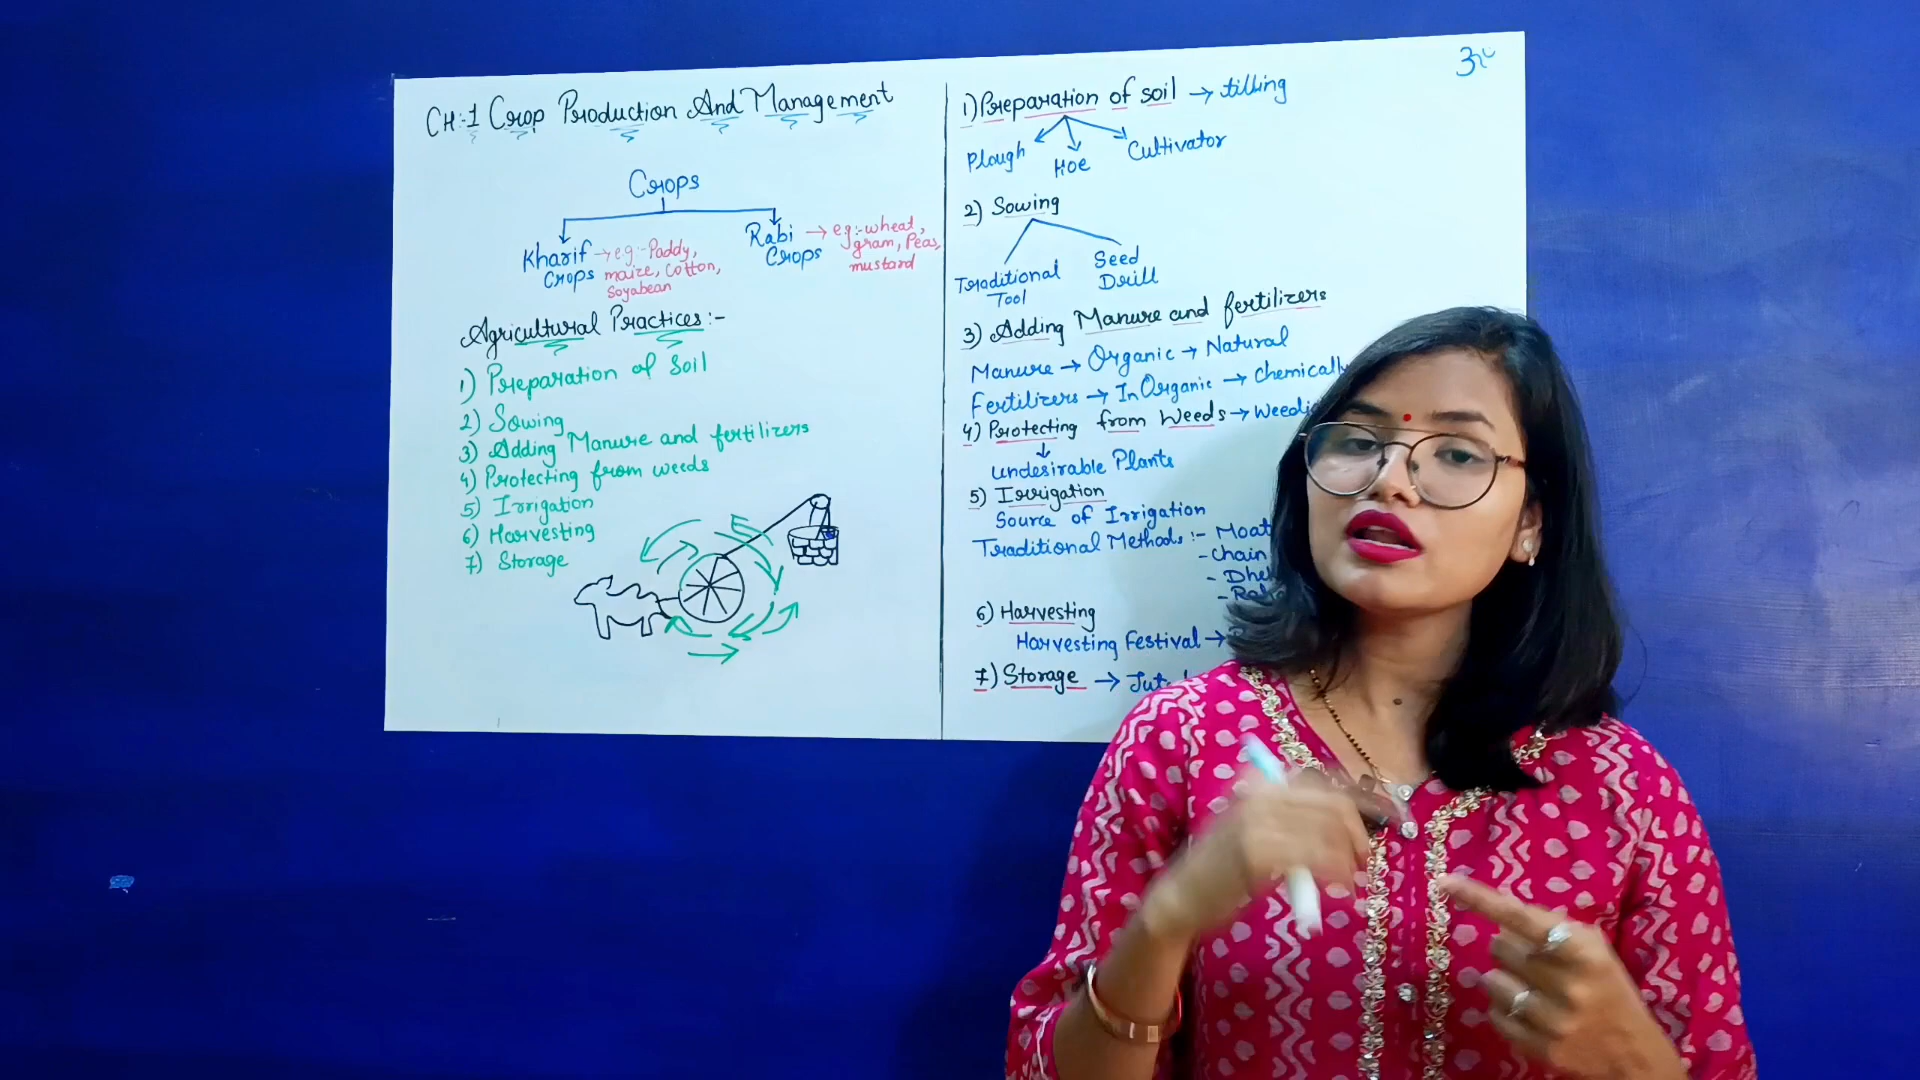 CH:-1 Crop Production And Management
Crops
Kharif Crops → eg:- Paddy, maize, Cotton, Soyabean
Rabi Crops → eg:- wheat, gram, Peas, mustard
Agricultural Practices:-
1) Preparation of Soil
2) Sowing
3) Adding Manure and fertilizers
4) Protecting from weeds
5) Irrigation
6) Harvesting
7) Storage
1) Preparation of soil → tilling
Plough Hoe Cultivator
2) Sowing
Traditional Tool
Seed Drill
3) Adding Manure and fertilizers
Manure → Organic → Natural
Fertilizers → InOrganic → chemically
4) Protecting from Weeds →
undesirable Plants
5) Irrigation
Source of Irrigation
Traditional Methods :- Moat
- Chain
6) Harvesting
Harvesting Festival →
7) Storage →